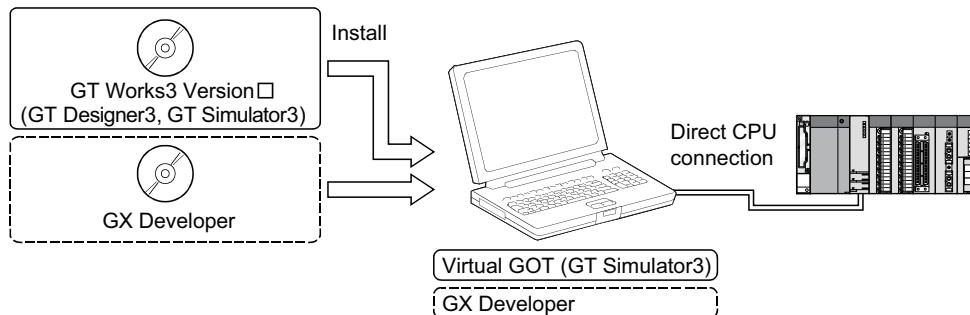 Install
GT Works3 Version□
(GT Designer3, GT Simulator3)
GX Developer
Direct CPU
connection
Virtual GOT (GT Simulator3)
GX Developer